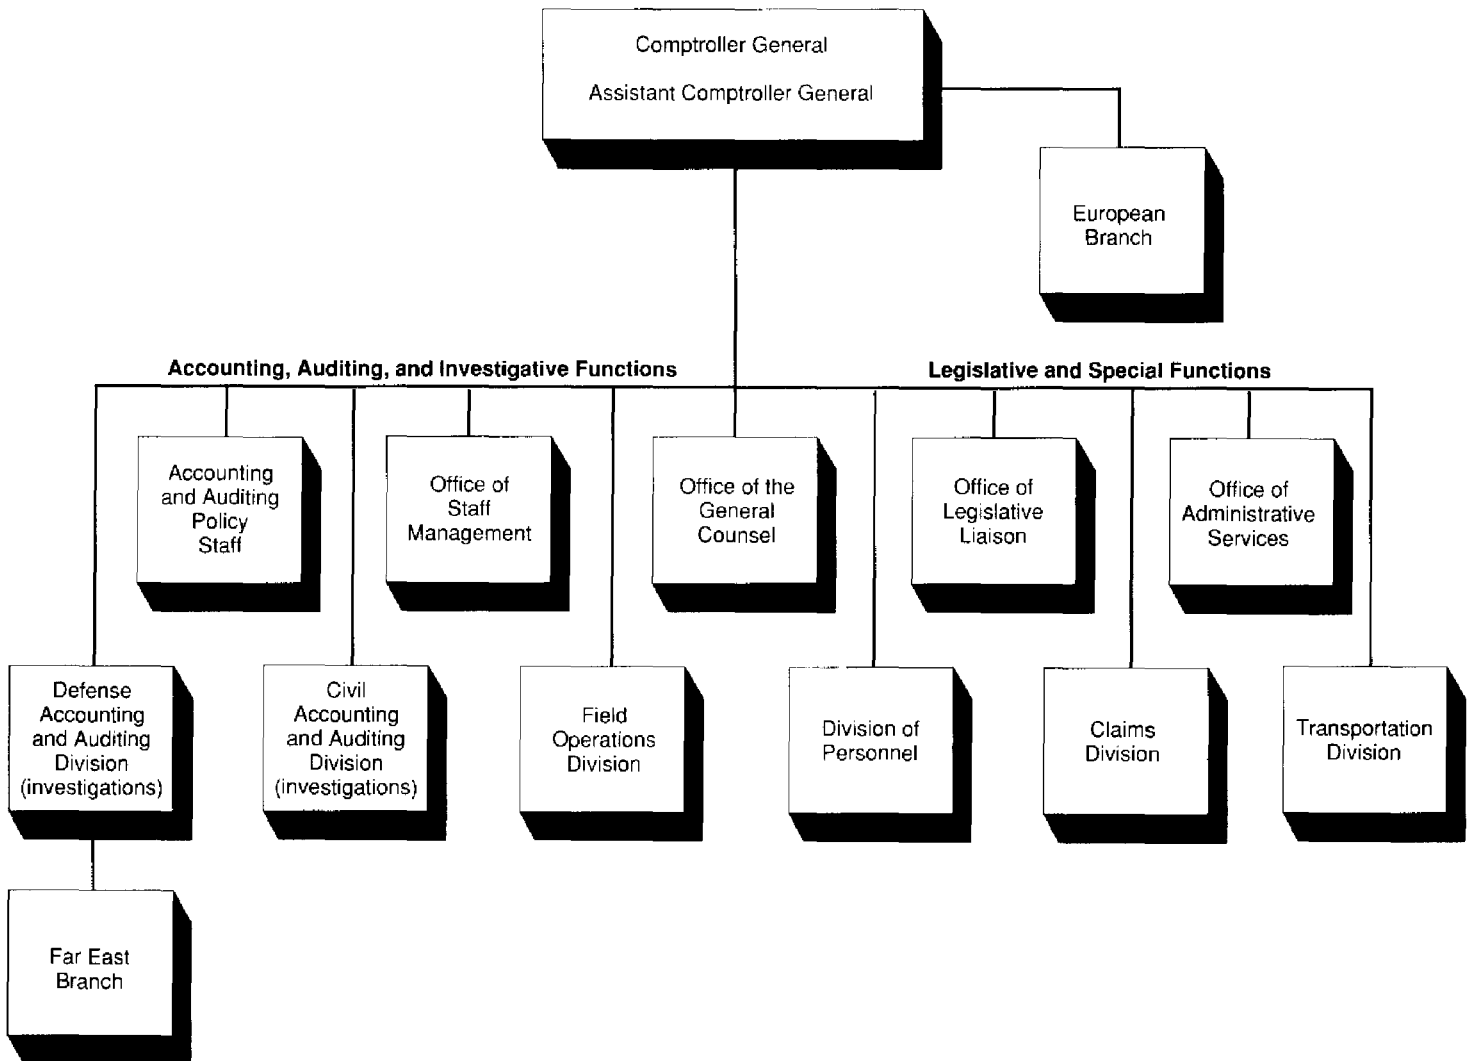 Comptroller General
Assistant Comptroller General
European
Branch
Accounting, Auditing, and Investigative Functions
Legislative and Special Functions
Accounting
and Auditing
Policy
Staff
Office of
Staff
Management
Office of the
General
Counsel
Office of
Legislative
Liaison
Office of
Administrative
Services
Defense
Accounting
and Auditing
Division
(investigations)
Civil
Accounting
and Auditing
Division
(investigations)
Field
Operations
Division
Division of
Personnel
Claims
Division
Transportation
Division
Far East
Branch